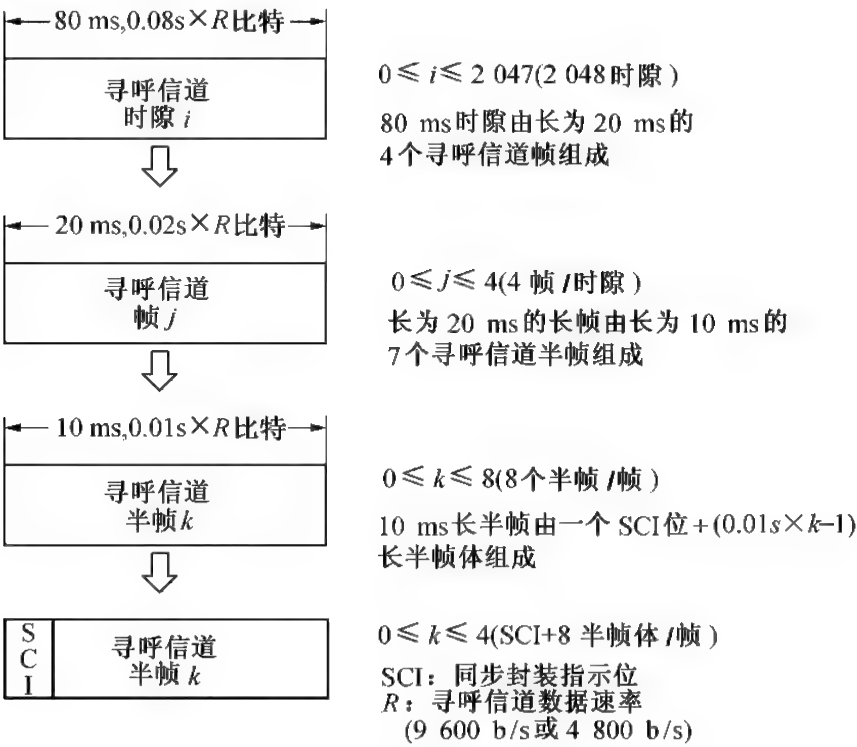 80 ms,0.08s×R比特
寻呼信道
时隙 i
0≤i≤2 047(2 048时隙)
80 ms时隙由长为20 ms的
4个寻呼信道帧组成
20 ms,0.02s×R比特
寻呼信道
帧 j
0≤j≤4(4 帧/时隙)
长为20 ms的长帧由长为10 ms的
7个寻呼信道半帧组成
10 ms,0.01s×R比特
寻呼信道
半帧k
0≤k≤8(8个半帧/帧)
10 ms长半帧由一个SCI位+(0.01s×k-1)
长半帧体组成
SCI
寻呼信道
半帧 k
0≤k≤4(SCI+8 半帧体/帧)
SCI：同步封装指示位
R：寻呼信道数据速率
(9 600 b/s或4 800 b/s)